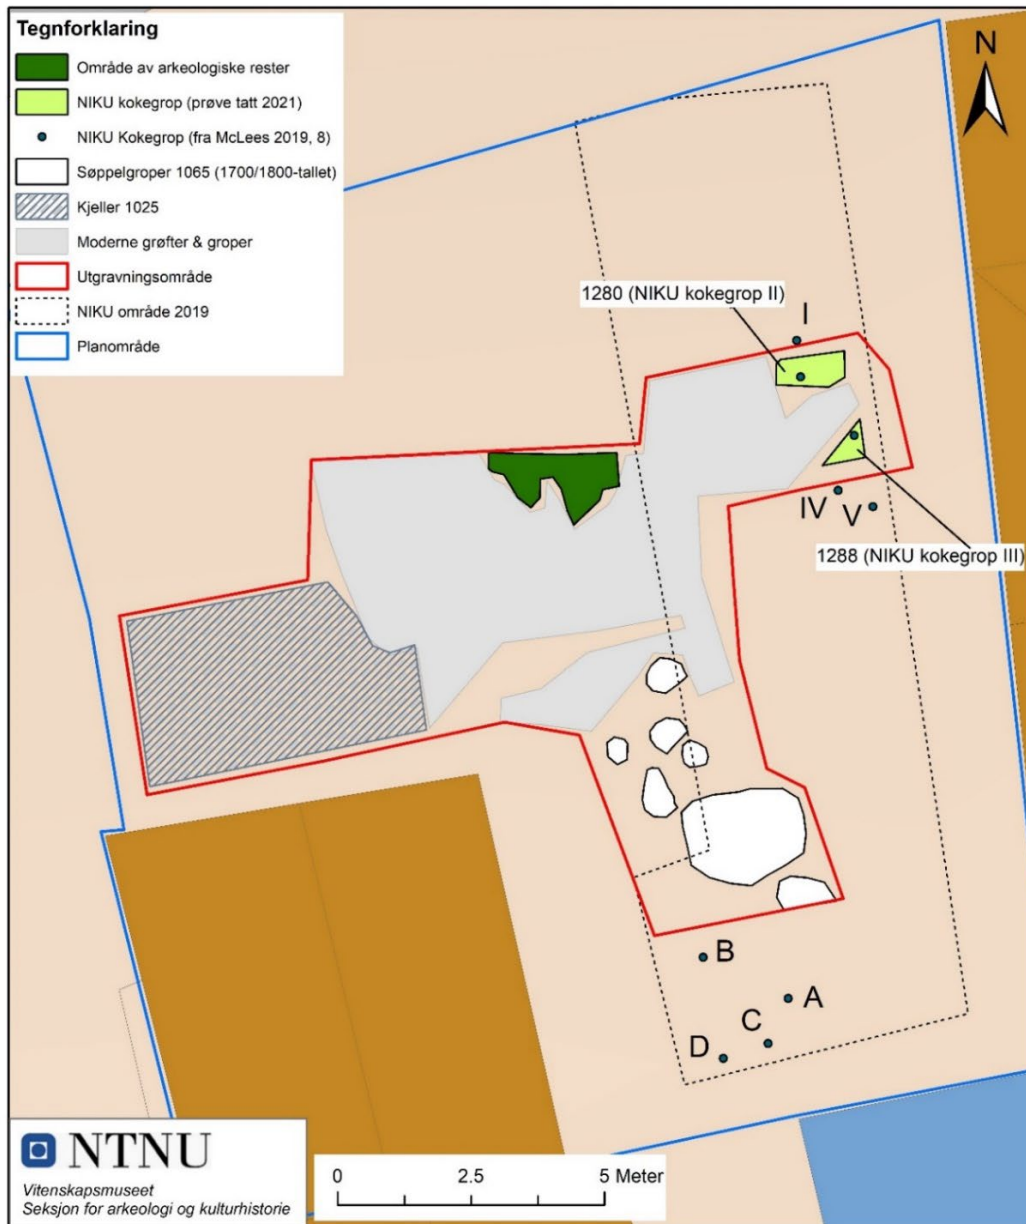 Tegnforklaring
Område av arkeologiske rester
NIKU kokegrop (prøve tatt 2021)
NIKU Kokegrop (fra McLees 2019, 8)
Søppelgroper 1065 (1700/1800-tallet)
Kjeller 1025
Moderne grøfter & groper
Utgravningsområde
NIKU område 2019
Planområde
N
1280 (NIKU kokegrop II)
I
IV
V
1288 (NIKU kokegrop III)
B
A
C
D
NTNU
Vitenskapsmuseet
Seksjon for arkeologi og kulturhistorie
0 2.5 5 Meter